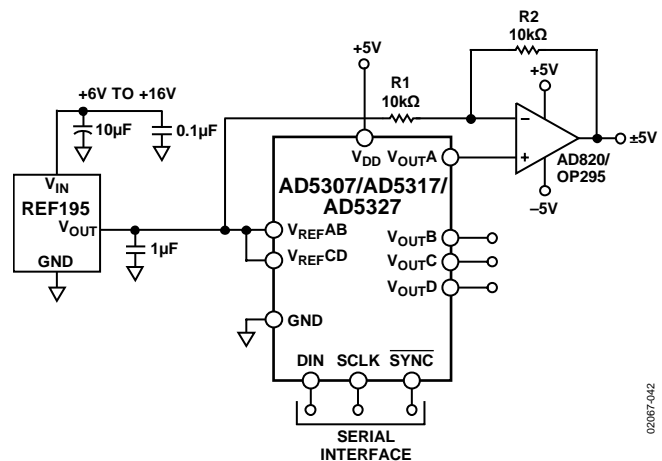 R2
10kΩ
+5V
R1
10kΩ
+5V
+6V TO +16V
10µF
0.1µF
–
+
±5V
AD820/
OP295
–5V
VDD VOUTA
AD5307/AD5317/
AD5327
VIN
REF195
VOUT
GND
1µF
VREFAB
VREFCD
VOUTB
VOUTC
VOUTD
GND
DIN SCLK SYNC
SERIAL
INTERFACE
02067-042